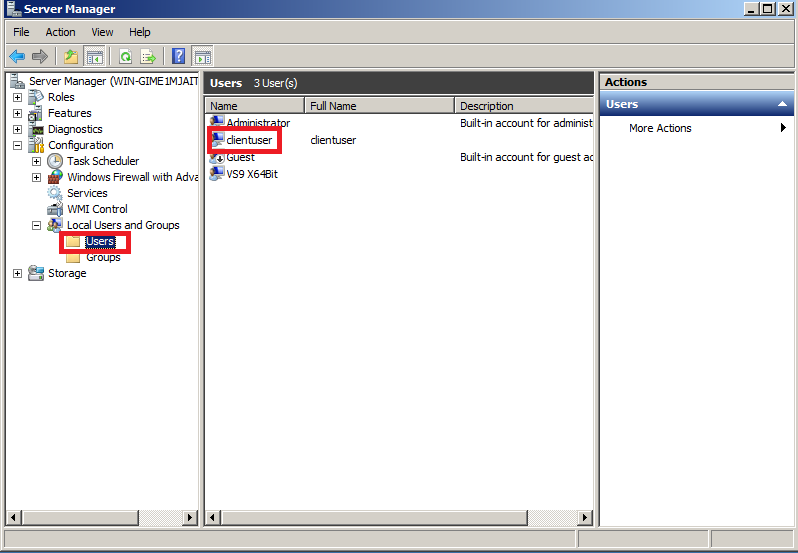 Server Manager
File Action View Help
Server Manager (WIN-GIME1MJAIT
Roles
Features
Diagnostics
Configuration
Task Scheduler
Windows Firewall with Adva
Services
WMI Control
Local Users and Groups
Users
Groups
Storage
Users 3 User(s)
Name Full Name Description
Administrator Built-in account for administ
clientuser clientuser
Guest Built-in account for guest ac
VS9 X64Bit
Actions
Users
More Actions